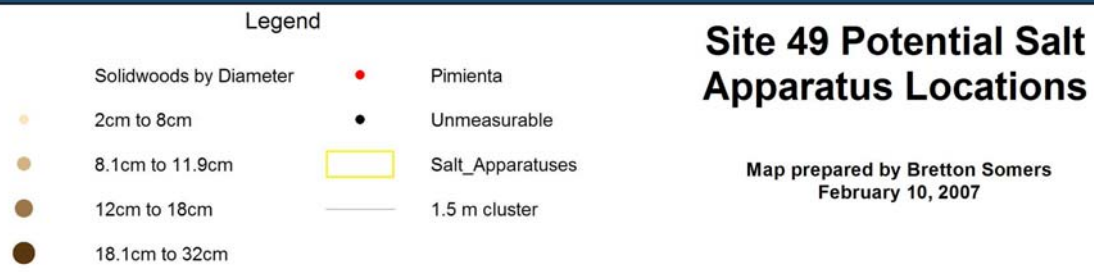 Legend
Solidwoods by Diameter
2cm to 8cm
8.1cm to 11.9cm
12cm to 18cm
18.1cm to 32cm
Pimienta
Unmeasurable
Salt_Apparatuses
1.5 m cluster
Site 49 Potential Salt
Apparatus Locations
Map prepared by Bretton Somers
February 10, 2007